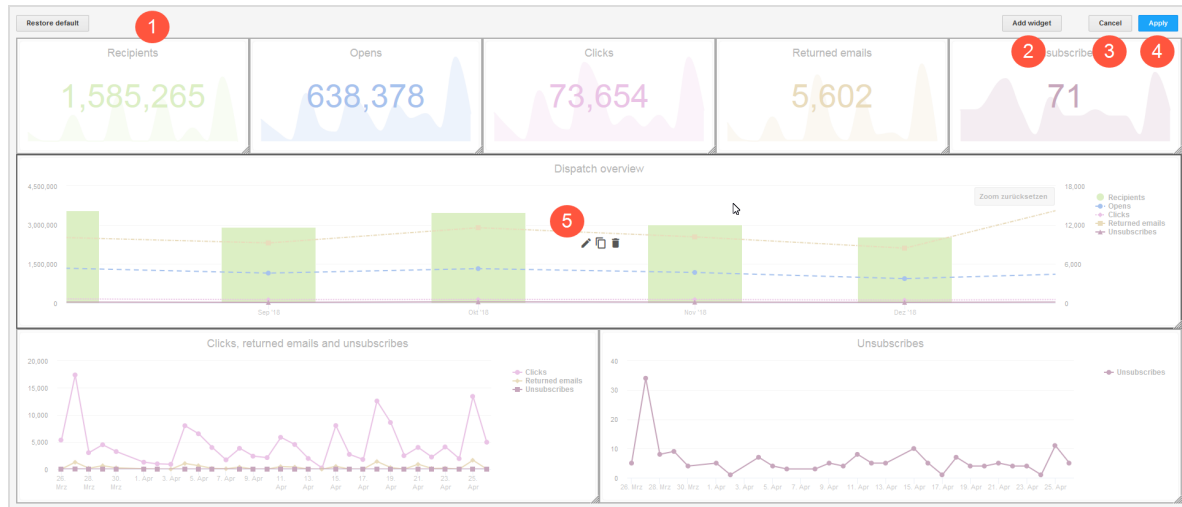 Restore default
1
Add widget
Cancel
Apply
2
3
4
Recipients
Opens
Clicks
Returned emails
subscribe
1,585,265
638,378
73,654
5,602
71
Dispatch overview
4,500,000
3,000,000
1,500,000
0
18,000
12,000
6,000
0
Zoom zurücksetzen
Recipients
Opens
Clicks
Returned emails
Unsubscribes
5
Sep '18
Okt '18
Nov '18
Dez '18
Clicks, returned emails and unsubscribes
20,000
15,000
10,000
5,000
0
Clicks
Returned emails
Unsubscribes
28. Mrz
30. Mrz
1. Apr
3. Apr
5. Apr
7. Apr
9. Apr
11. Apr
13. Apr
15. Apr
17. Apr
19. Apr
21. Apr
23. Apr
25. Apr
Unsubscribes
40
30
20
10
0
Unsubscribes
28. Mrz
30. Mrz
1. Apr
3. Apr
5. Apr
7. Apr
9. Apr
11. Apr
13. Apr
15. Apr
17. Apr
19. Apr
21. Apr
23. Apr
25. Apr